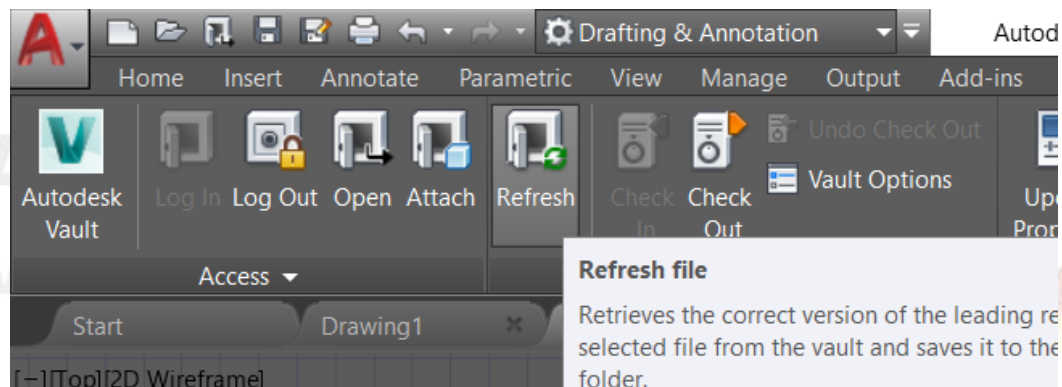 Drafting & Annotation
Autod
Home Insert Annotate Parametric View Manage Output Add-ins
Autodesk Vault
Log In
Log Out
Open
Attach
Refresh
Check In
Check Out
Undo Check Out
Vault Options
Access
Refresh file
Retrieves the correct version of the leading re
selected file from the vault and saves it to the
folder.
Start
Drawing1
[−][Top][2D Wireframe]